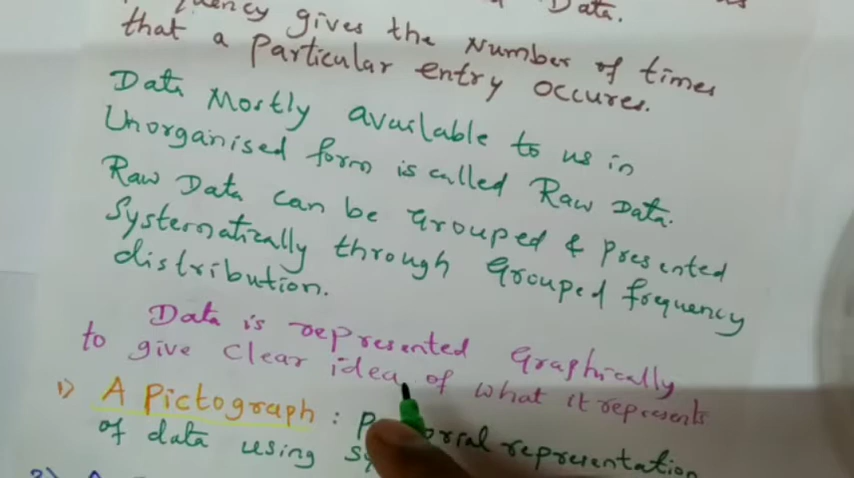 gives the Number of times
that a particular entry occures.
Data Mostly available to us in
Unorganised form is called Raw Data.
Raw Data can be Grouped & presented
Systematically through Grouped frequency
distribution.
Data is represented Graphically
to give clear idea of what it represents
1) A Pictograph : representation
of data using